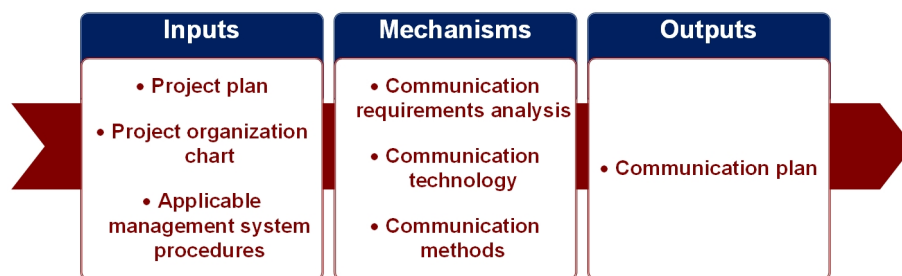 Inputs
• Project plan
• Project organization
chart
• Applicable
management system
procedures
Mechanisms
• Communication
requirements analysis
• Communication
technology
• Communication
methods
Outputs
• Communication plan